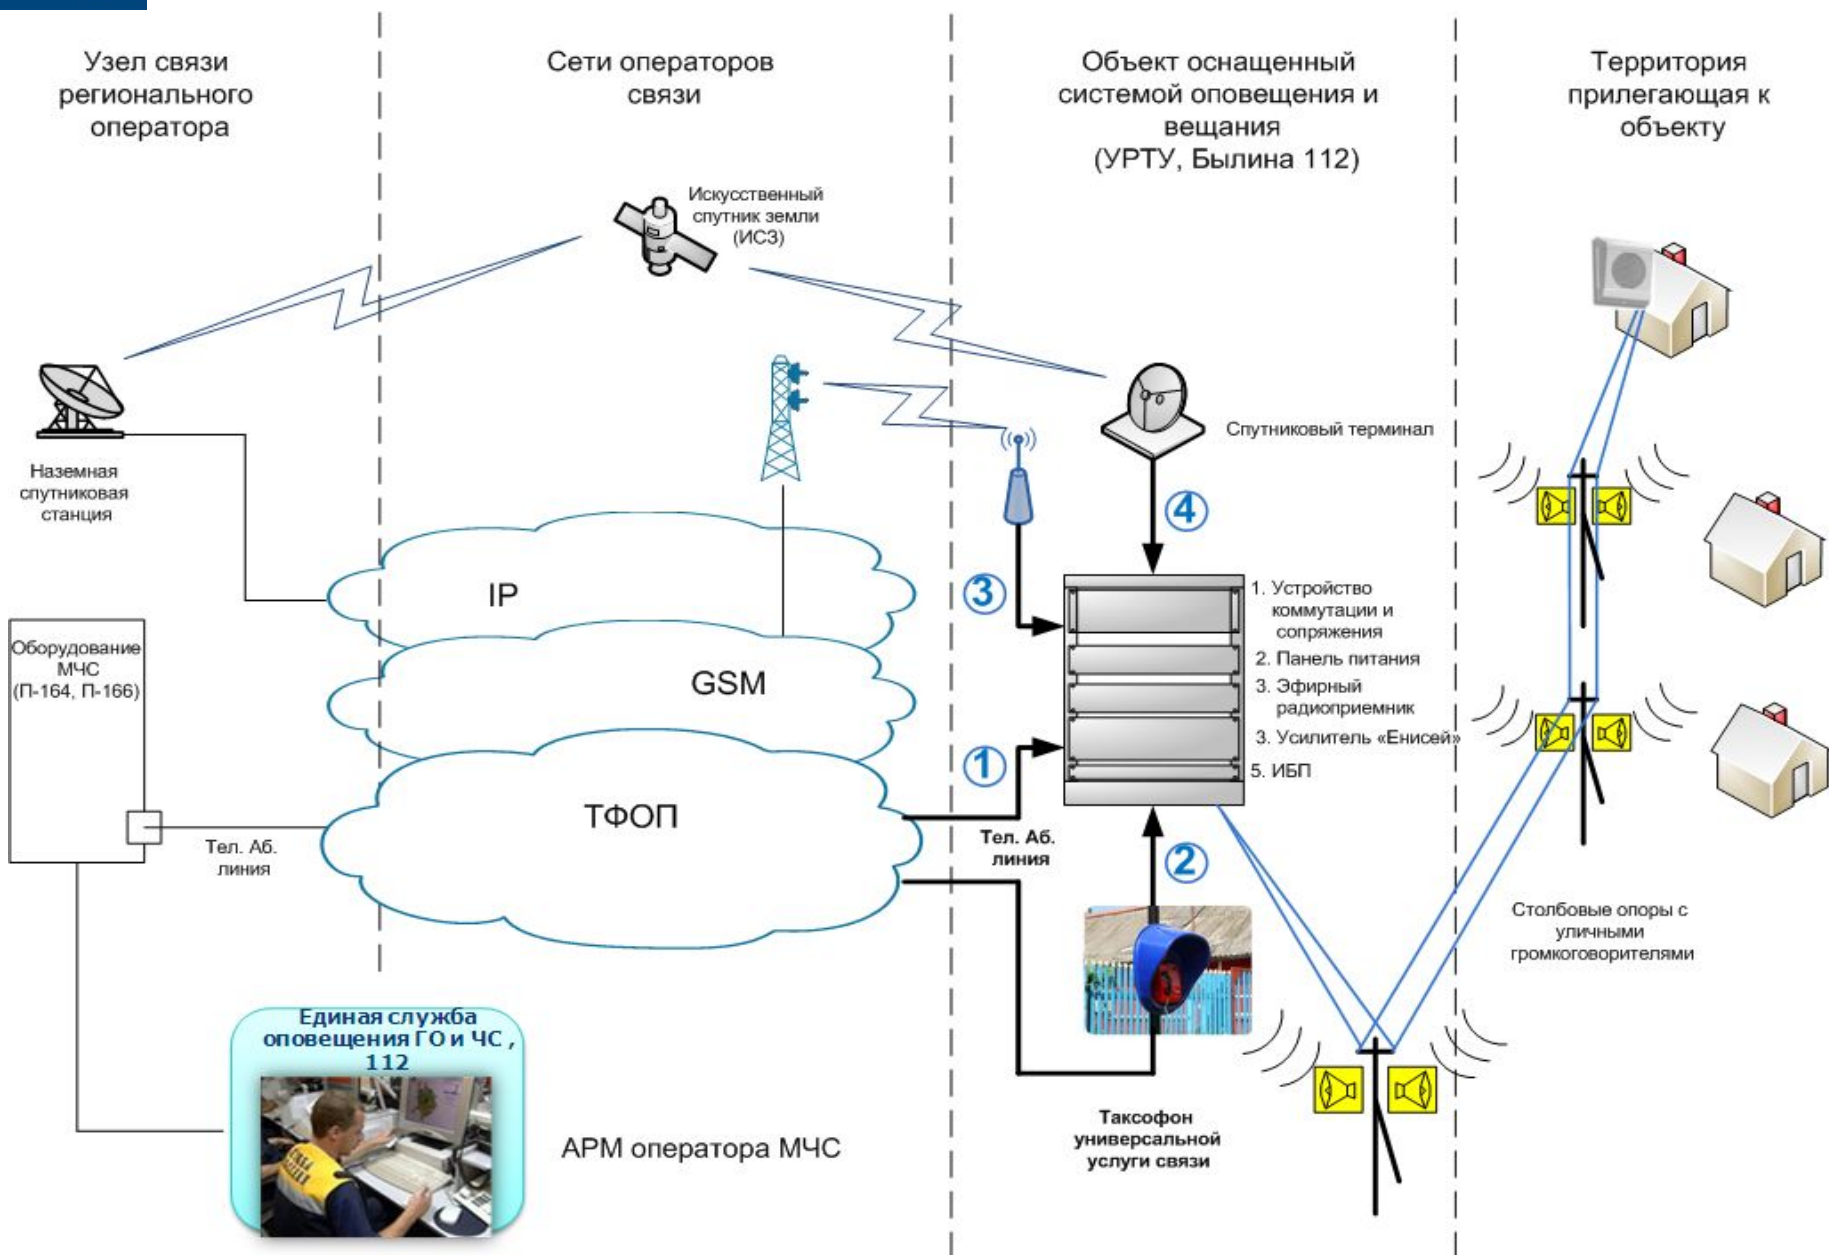 Узел связи
регионального
оператора
Сети операторов
связи
Объект оснащенный
системой оповещения и
вещания
(УРТУ, Былина 112)
Территория
прилегающая к
объекту
Искусственный
спутник земли
(ИСЗ)
Наземная
спутниковая
станция
Спутниковый терминал
4
3
IP
GSM
ТФОП
Оборудование
МЧС
(П-164, П-166)
Тел. Аб.
линия
1
Тел. Аб.
линия
2
1. Устройство
коммутации и
сопряжения
2. Панель питания
3. Эфирный
радиоприемник
3. Усилитель «Енисей»
5. ИБП
Столбовые опоры с
уличными
громкоговорителями
Единая служба
оповещения ГО и ЧС ,
112
АРМ оператора МЧС
Таксофон
универсальной
услуги связи